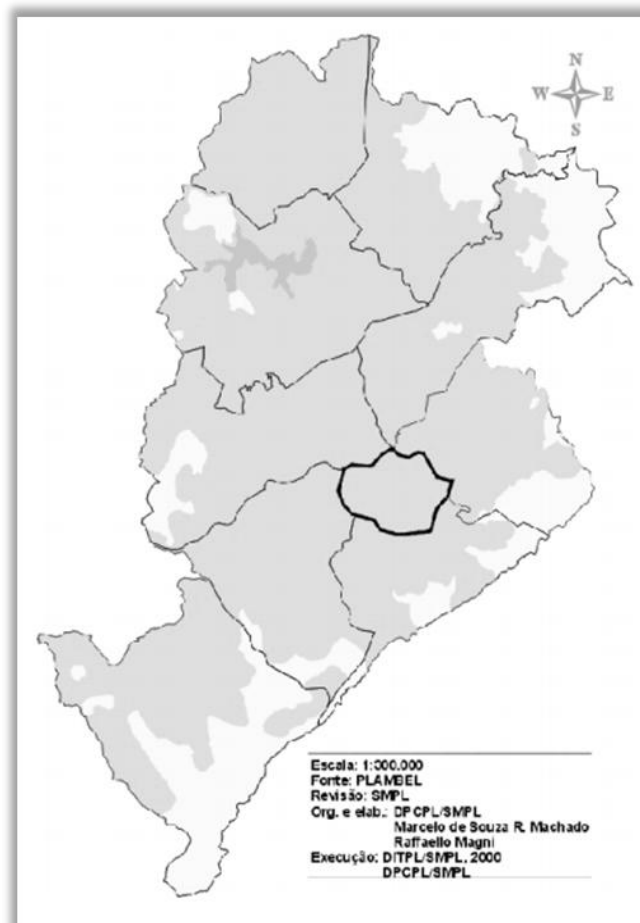 N
W E
S
Escala: 1:300.000
Fonte: PLAMBEL
Revisão: SMPL
Org. e elab.: DPCPL/SMPL
Marcelo de Souza R. Machado
Raffaello Magni
Execução: DITPL/SMPL, 2000
DPCPL/SMPL